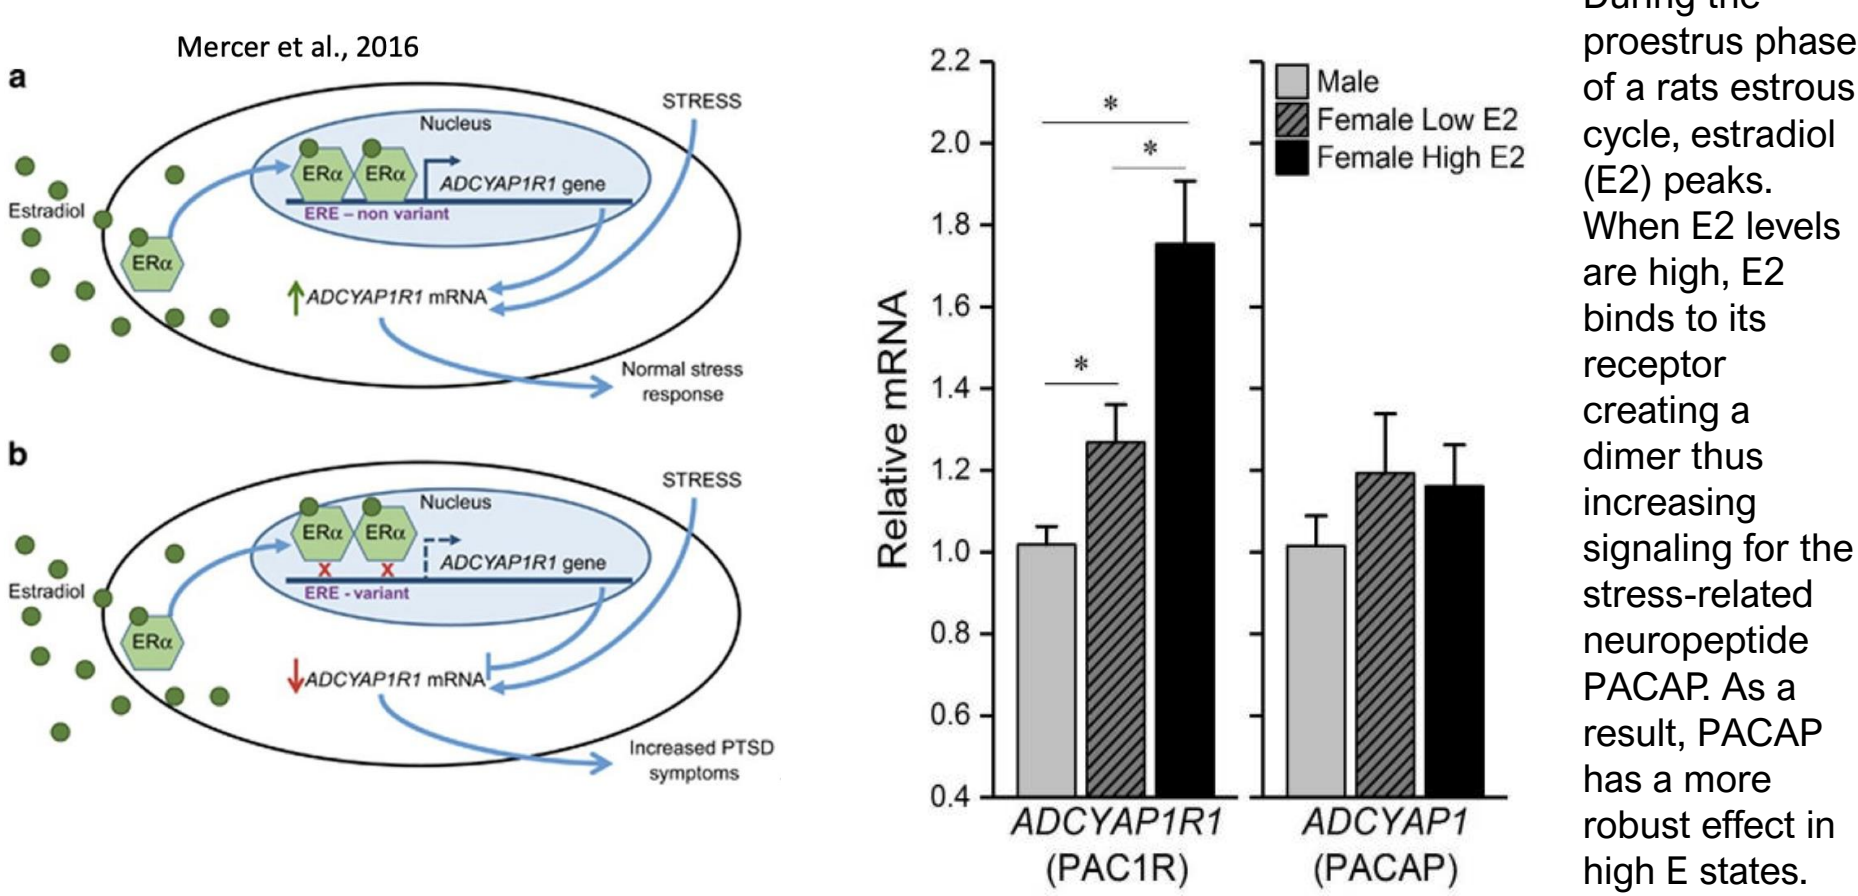 Mercer et al., 2016
a
STRESS
Nucleus
ERα ERα
ADCYAP1R1 gene
ERE – non variant
Estradiol
ERα
ADCYAP1R1 mRNA
Normal stress
response
b
STRESS
Nucleus
ERα ERα
x x
ADCYAP1R1 gene
ERE - variant
Estradiol
ERα
ADCYAP1R1 mRNA
Increased PTSD
symptoms
Relative mRNA
2.2
2.0
1.8
1.6
1.4
1.2
1.0
0.8
0.6
0.4
*
*
*
Male
Female Low E2
Female High E2
ADCYAP1R1
(PAC1R)
ADCYAP1
(PACAP)
During the
proestrus phase
of a rats estrous
cycle, estradiol
(E2) peaks.
When E2 levels
are high, E2
binds to its
receptor
creating a
dimer thus
increasing
signaling for the
stress-related
neuropeptide
PACAP. As a
result, PACAP
has a more
robust effect in
high E states.